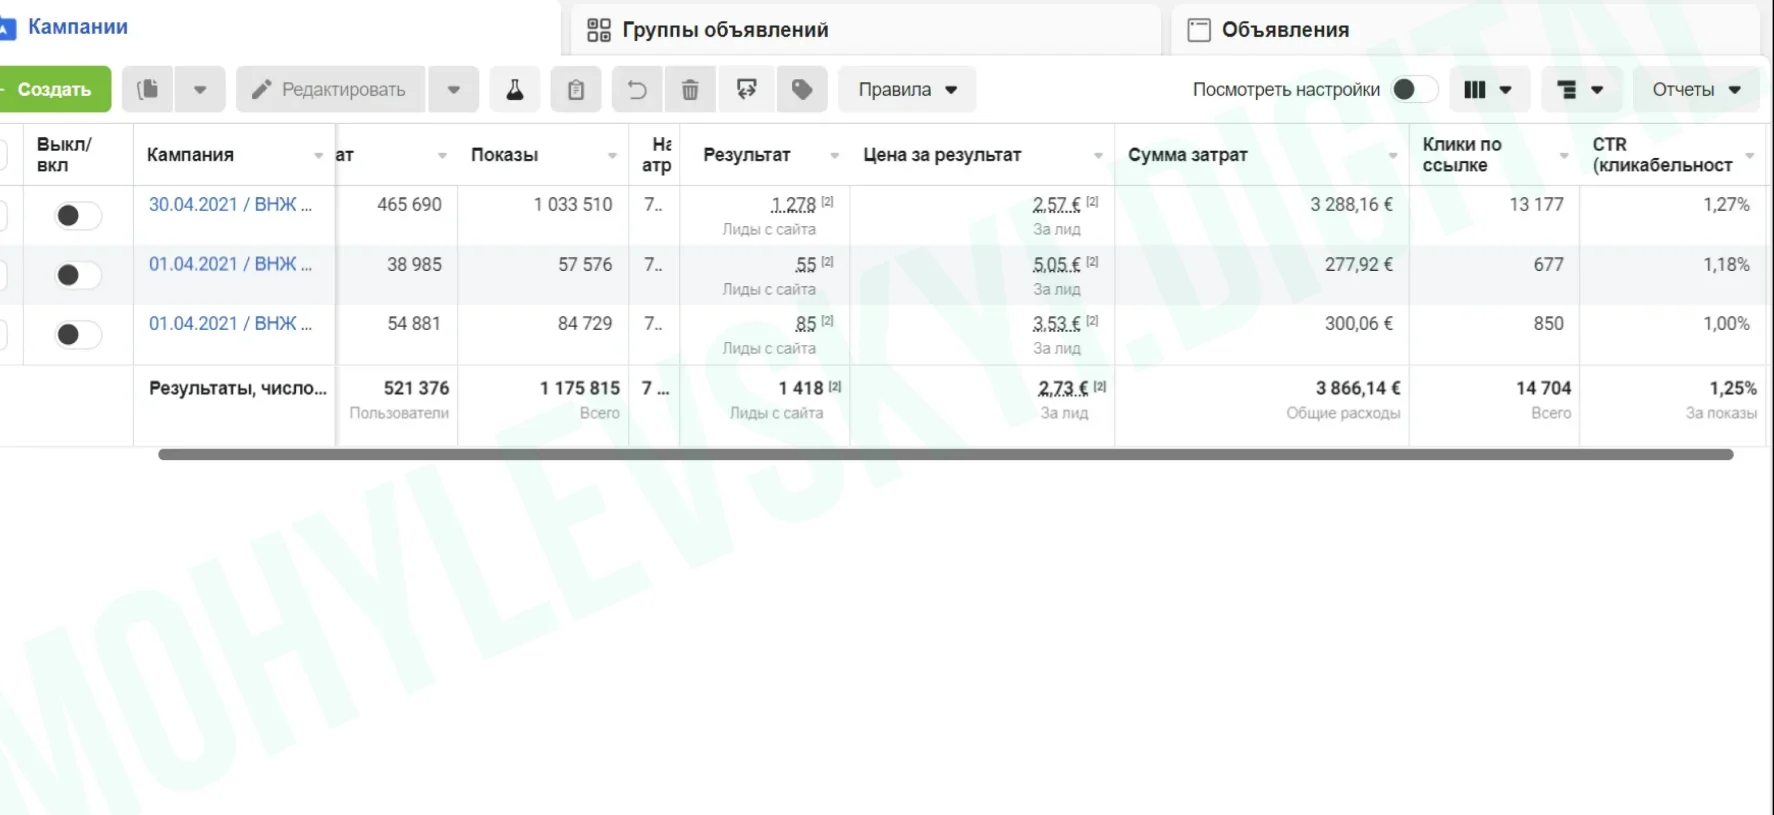 Кампании
Группы объявлений
Объявления
Создать
Редактировать
Правила
Посмотреть настройки
Отчеты
Выкл/
вкл
Кампания
ат
Показы
На
атр
Результат
Цена за результат
Сумма затрат
Клики по
ссылке
CTR
(кликабельност
30.04.2021 / ВНЖ ...
465 690
1 033 510
7..
1 278 [2]
Лиды с сайта
2,57 € [2]
За лид
3 288,16 €
13 177
1,27%
01.04.2021 / ВНЖ ...
38 985
57 576
7..
55 [2]
Лиды с сайта
5,05 € [2]
За лид
277,92 €
677
1,18%
01.04.2021 / ВНЖ ...
54 881
84 729
7..
85 [2]
Лиды с сайта
3,53 € [2]
За лид
300,06 €
850
1,00%
Результаты, число...
521 376
Пользователи
1 175 815
Всего
7 ...
1 418 [2]
Лиды с сайта
2,73 € [2]
За лид
3 866,14 €
Общие расходы
14 704
Всего
1,25%
За показы
MOHYLEVSKYI.DIGITAL